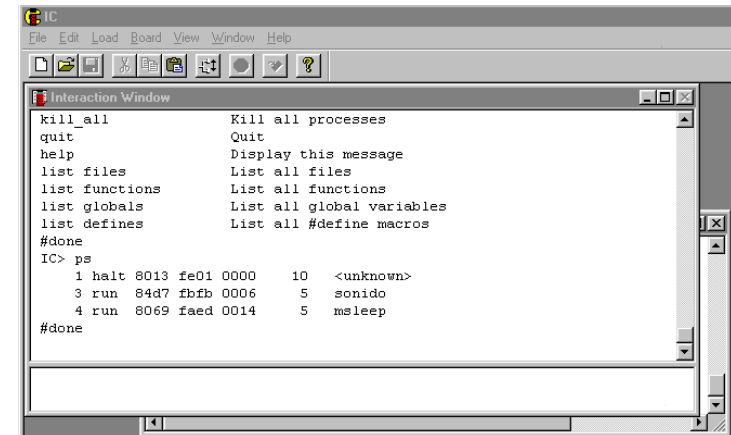 IC
File Edit Load Board View Window Help
Interaction Window
kill_all Kill all processes
quit Quit
help Display this message
list files List all files
list functions List all functions
list globals List all global variables
list defines List all #define macros
#done
IC> ps
1 halt 8013 fe01 0000 10 <unknown>
3 run 84d7 fbfb 0006 5 sonido
4 run 8069 faed 0014 5 msleep
#done